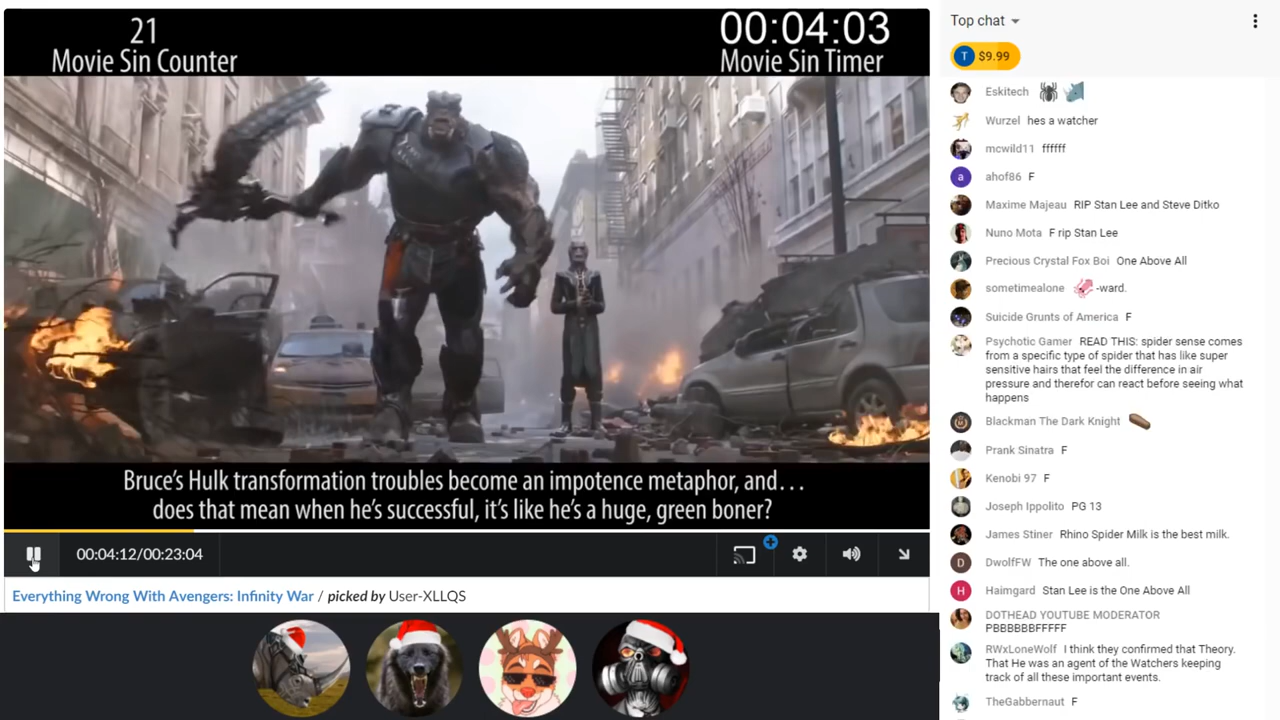 21
Movie Sin Counter
00:04:03
Movie Sin Timer
Bruce's Hulk transformation troubles become an impotence metaphor, and...
does that mean when he's successful, it's like he's a huge, green boner?
00:04:12/00:23:04
Everything Wrong With Avengers: Infinity War / picked by User-XLLQS
Top chat
T $9.99
Eskitech
Wurzel hes a watcher
mcwild11 ffffff
a ahof86 F
Maxime Majeau RIP Stan Lee and Steve Ditko
Nuno Mota F rip Stan Lee
Precious Crystal Fox Boi One Above All
sometimealone -ward.
Suicide Grunts of America F
Psychotic Gamer READ THIS: spider sense comes
from a specific type of spider that has like super
sensitive hairs that feel the difference in air
pressure and therefor can react before seeing what
happens
Blackman The Dark Knight
Prank Sinatra F
Kenobi 97 F
Joseph Ippolito PG 13
James Stiner Rhino Spider Milk is the best milk.
D DwolfFW The one above all.
H Haimgard Stan Lee is the One Above All
DOTHEAD YOUTUBE MODERATOR
PBBBBBBFFFFF
RWxLoneWolf I think they confirmed that Theory.
That He was an agent of the Watchers keeping
track of all these important events.
TheGabbernaut F